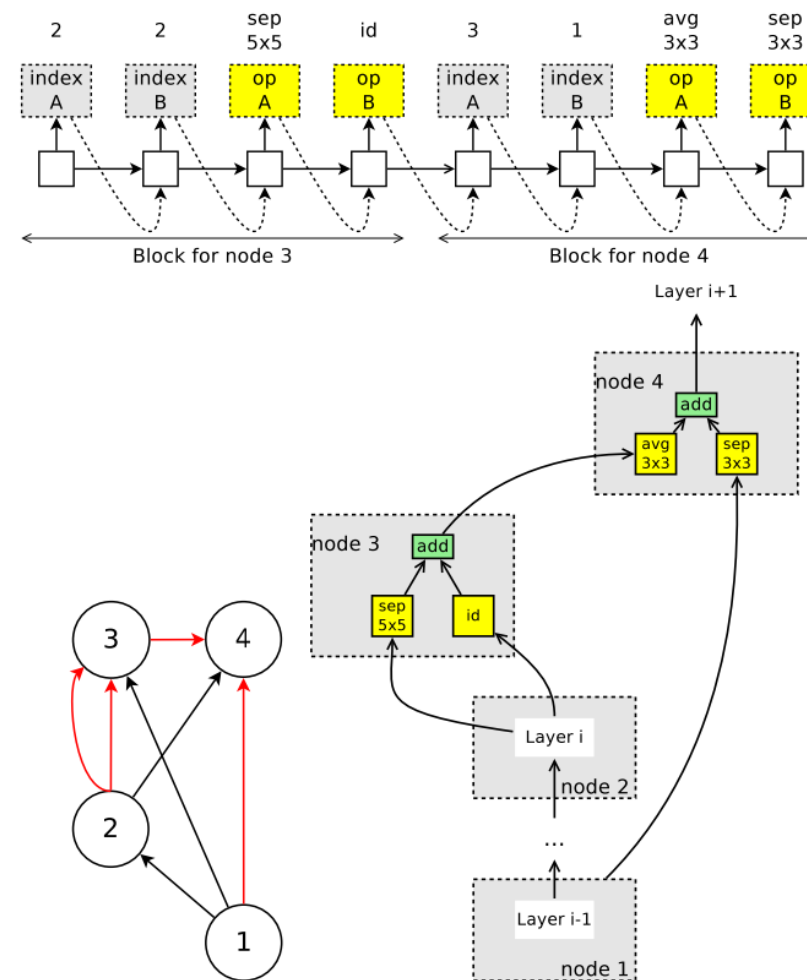 2 2 sep 5x5 id 3 1 avg 3x3 sep 3x3
index A index B op A op B index A index B op A op B
Block for node 3 Block for node 4
Layer i+1
node 4
add
avg 3x3 sep 3x3
node 3
add
sep 5x5 id
3 4
Layer i
node 2
2
...
Layer i-1
node 1
1